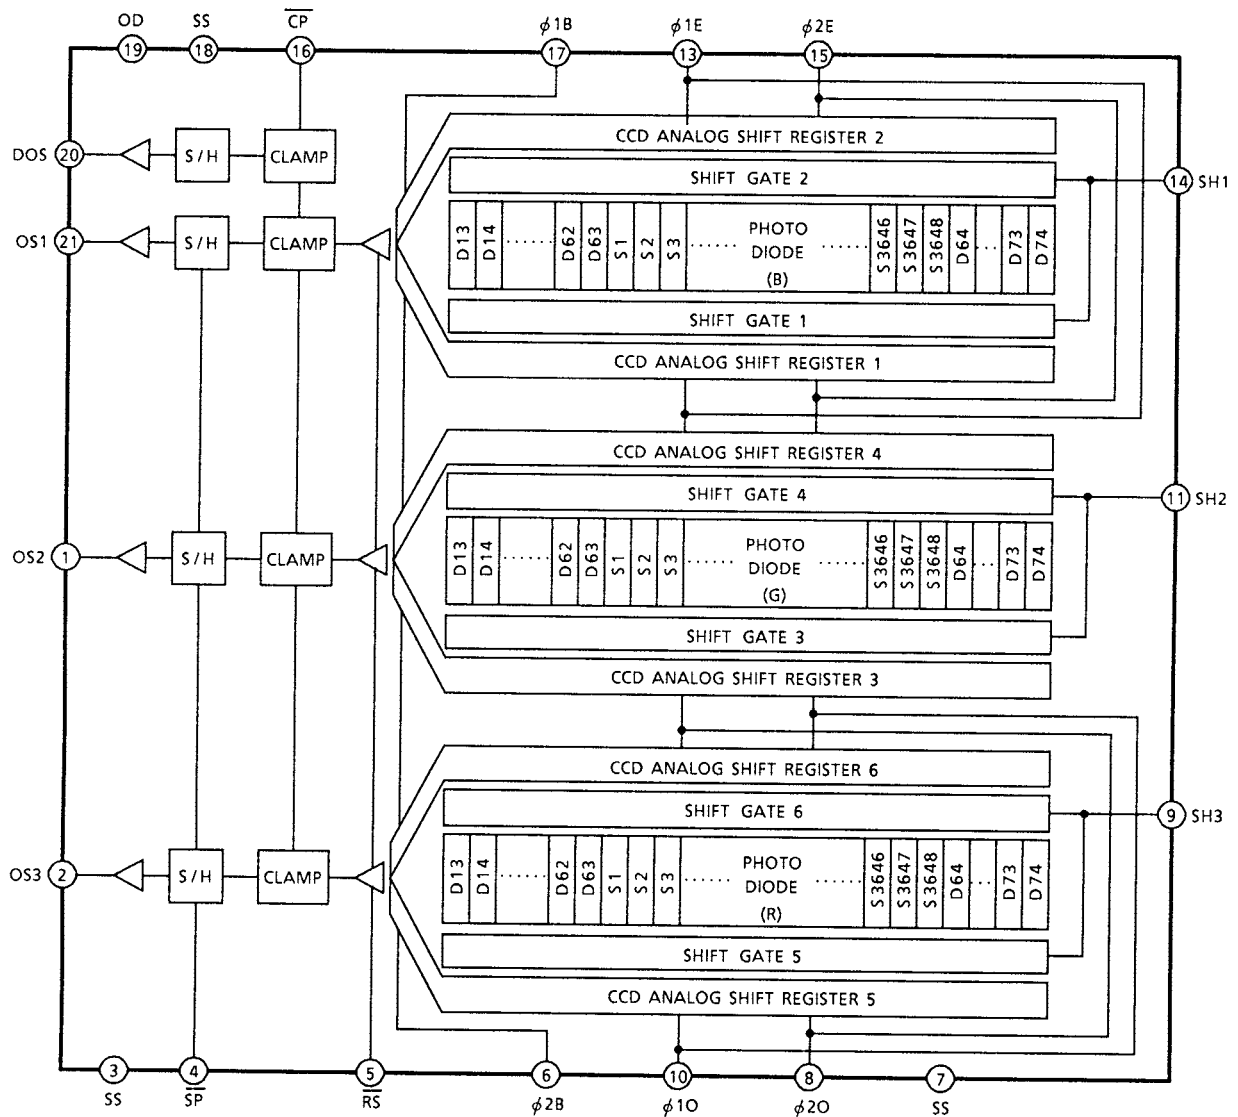 OD SS C̅P̅ ϕ1B ϕ1E ϕ2E
19 18 16 17 13 15
DOS 20 S/H CLAMP CCD ANALOG SHIFT REGISTER 2
SHIFT GATE 2 14 SH1
OS1 21 S/H CLAMP D13 D14 ······ D62 D63 S1 S2 S3 ······ PHOTO DIODE (B) ······ S3646 S3647 S3648 D64 ··· D73 D74
SHIFT GATE 1
CCD ANALOG SHIFT REGISTER 1
CCD ANALOG SHIFT REGISTER 4
SHIFT GATE 4 11 SH2
OS2 1 S/H CLAMP D13 D14 ······ D62 D63 S1 S2 S3 ······ PHOTO DIODE (G) ······ S3646 S3647 S3648 D64 ··· D73 D74
SHIFT GATE 3
CCD ANALOG SHIFT REGISTER 3
CCD ANALOG SHIFT REGISTER 6
SHIFT GATE 6 9 SH3
OS3 2 S/H CLAMP D13 D14 ······ D62 D63 S1 S2 S3 ······ PHOTO DIODE (R) ······ S3646 S3647 S3648 D64 ··· D73 D74
SHIFT GATE 5
CCD ANALOG SHIFT REGISTER 5
3 4 5 6 10 8 7
SS S̅P̅ R̅S̅ ϕ2B ϕ1O ϕ2O SS